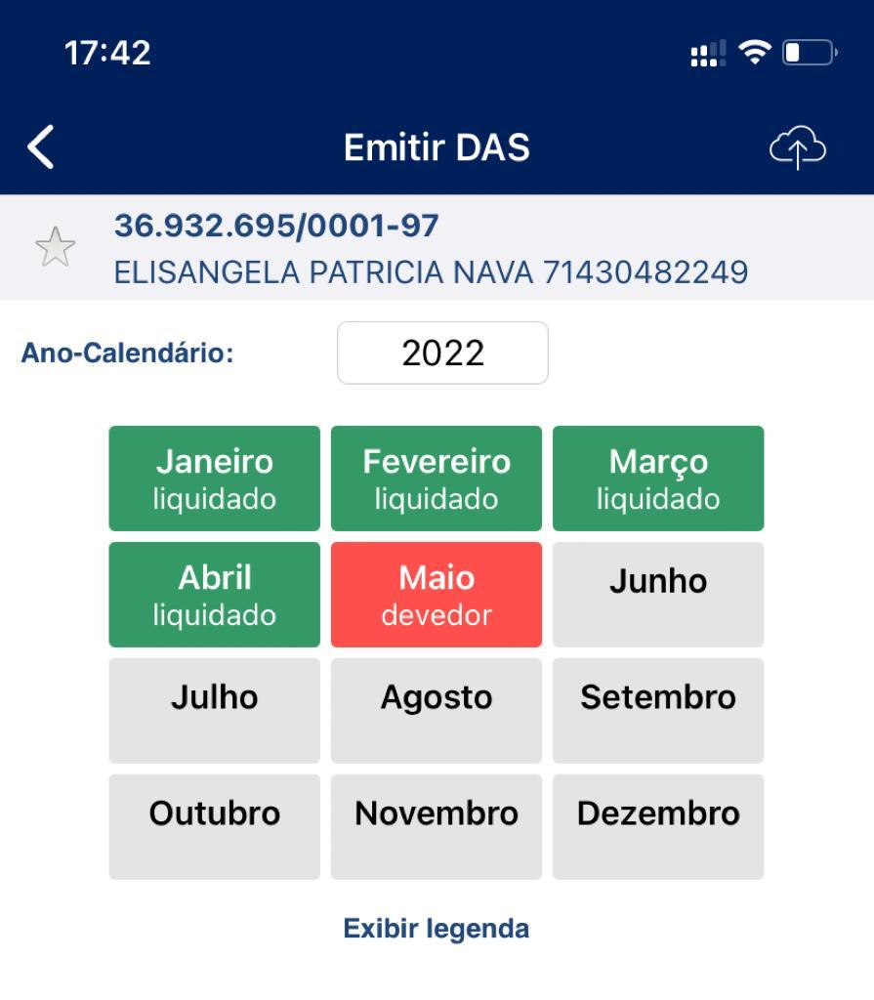 17:42
Emitir DAS
36.932.695/0001-97
ELISANGELA PATRICIA NAVA 71430482249
Ano-Calendário: 2022
Janeiro Fevereiro Março
liquidado liquidado liquidado
Abril Maio Junho
liquidado devedor
Julho Agosto Setembro
Outubro Novembro Dezembro
Exibir legenda